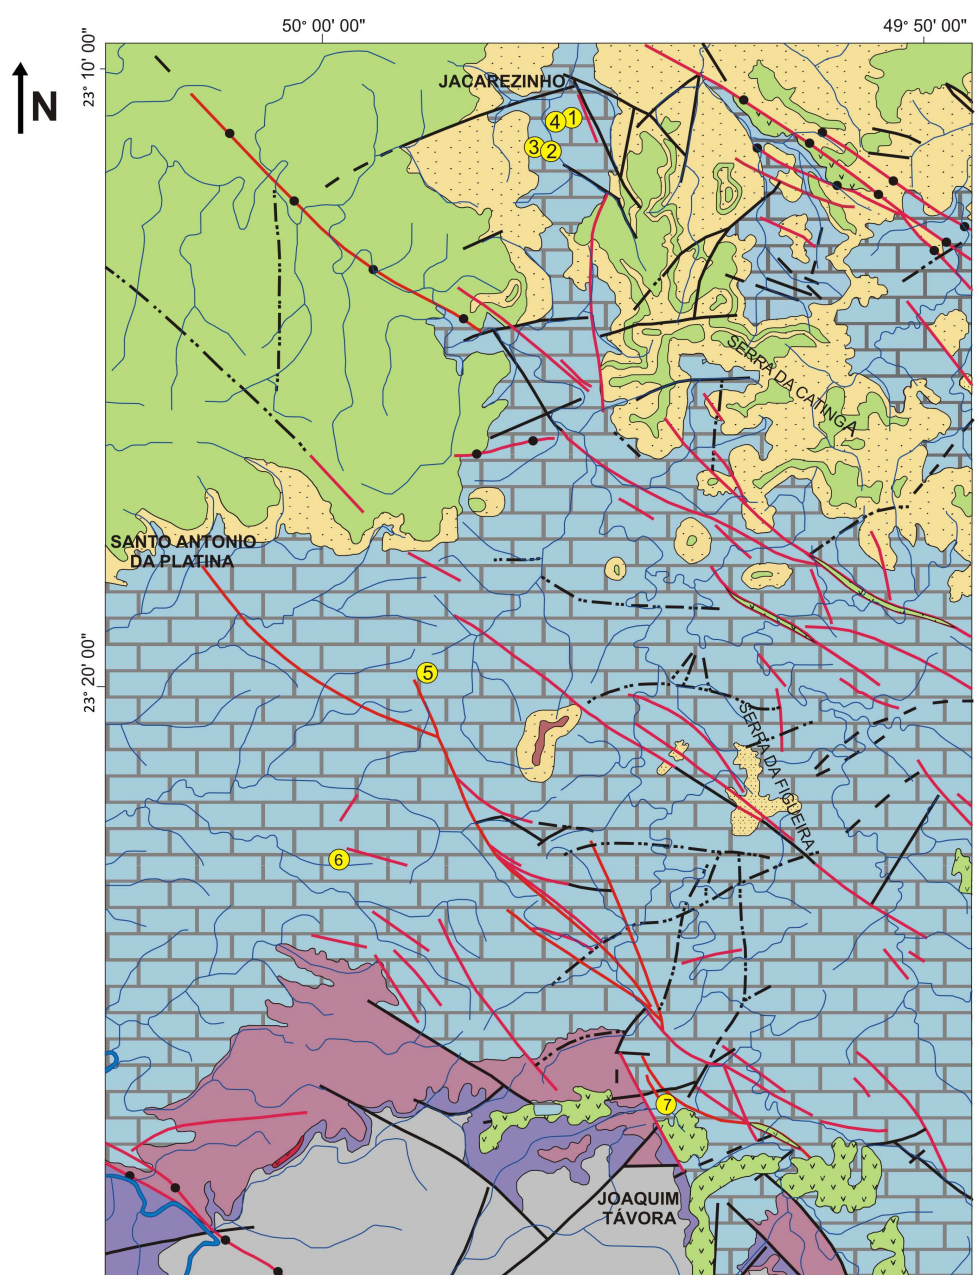 50° 00' 00"
49° 50' 00"
23° 10' 00"
N
JACAREZINHO
4
1
3
2
SERRA DA CATINGA
SANTO ANTONIO
DA PLATINA
23° 20' 00"
5
SERRA DA FIGUEIRA
6
7
JOAQUIM
TÁVORA